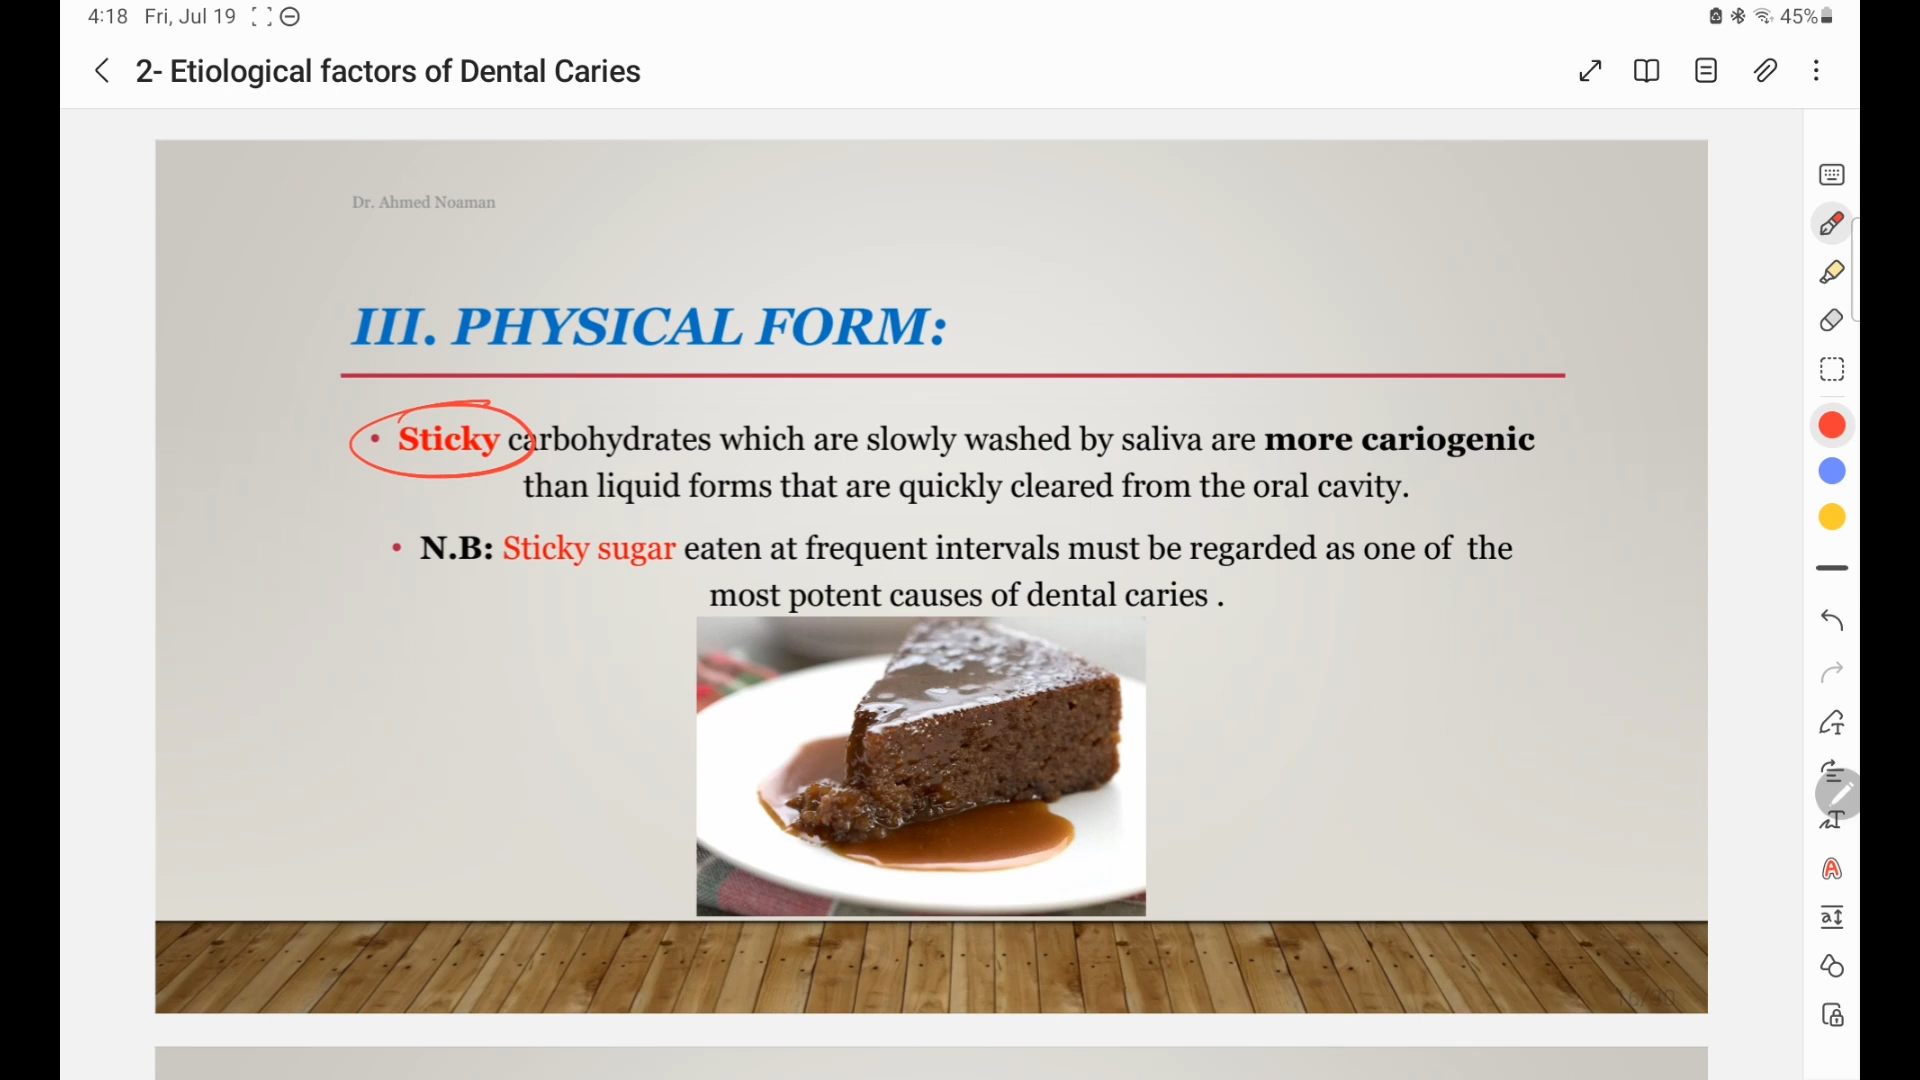 4:18 Fri, Jul 19 45%
2- Etiological factors of Dental Caries
Dr. Ahmed Noaman
III. PHYSICAL FORM:
• Sticky carbohydrates which are slowly washed by saliva are more cariogenic
than liquid forms that are quickly cleared from the oral cavity.
• N.B: Sticky sugar eaten at frequent intervals must be regarded as one of the
most potent causes of dental caries .